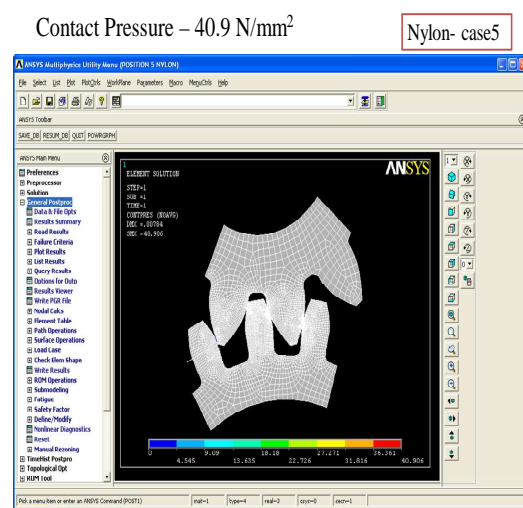 Contact Pressure – 40.9 N/mm²
Nylon- case5
ANSYS Multiphysics Utility Menu (POSITION 5 NYLON)
File Select List Plot PlotCtrls WorkPlane Parameters Macro MenuCtrls Help
ANSYS Toolbar
SAVE_DB RESUM_DB QUIT POWRGRPH
ANSYS Main Menu
Preferences
Preprocessor
Solution
General Postproc
Data & File Opts
Results Summary
Read Results
Failure Criteria
Plot Results
List Results
Query Results
Options for Outp
Results Viewer
Write PGR File
Nodal Calcs
Element Table
Path Operations
Surface Operations
Load Case
Check Elem Shape
Write Results
ROM Operations
Submodeling
Fatigue
Safety Factor
Define/Modify
Nonlinear Diagnostics
Reset
Manual Rezoning
TimeHist Postpro
Topological Opt
ROM Tool
1
ELEMENT SOLUTION
STEP=1
SUB =1
TIME=1
CONTPRES (NOAVG)
DMX =.00784
SMX =40.906
ANSYS
0 9.09 18.18 27.271 36.361
4.545 13.635 22.726 31.816 40.906
1
0
Pick a menu item or enter an ANSYS Command (POST1)
mat=1 type=4 real=3 csys=0 secn=1